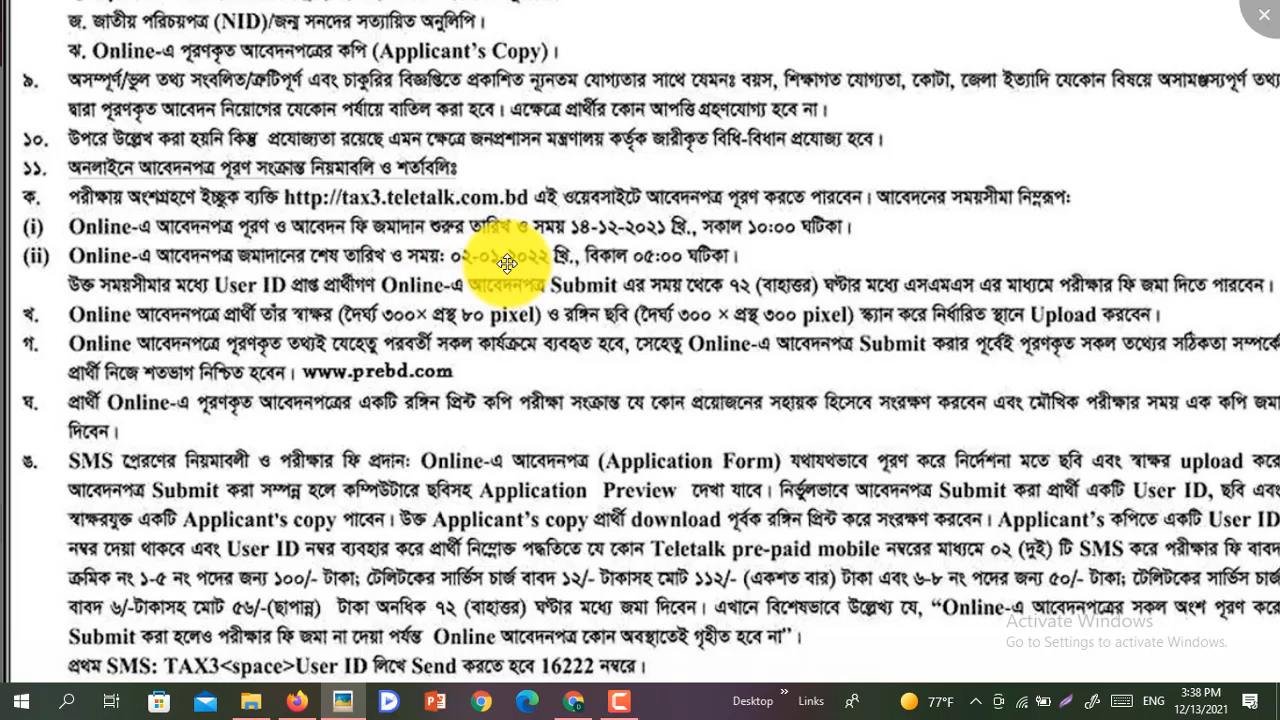 জ. জাতীয় পরিচয়পত্র (NID)/জন্ম সনদের সত্যায়িত অনুলিপি।
ঝ. Online-এ পূরণকৃত আবেদনপত্রের কপি (Applicant's Copy)।
৯. অসম্পূর্ণ/ভুল তথ্য সংবলিত/ত্রুটিপূর্ণ এবং চাকুরির বিজ্ঞপ্তিতে প্রকাশিত ন্যূনতম যোগ্যতার সাথে যেমনঃ বয়স, শিক্ষাগত যোগ্যতা, কোটা, জেলা ইত্যাদি যেকোন বিষয়ে অসামঞ্জস্যপূর্ণ তথ্য
দ্বারা পূরণকৃত আবেদন নিয়োগের যেকোন পর্যায়ে বাতিল করা হবে। এক্ষেত্রে প্রার্থীর কোন আপত্তি গ্রহণযোগ্য হবে না।
১০. উপরে উল্লেখ করা হয়নি কিন্তু প্রযোজ্যতা রয়েছে এমন ক্ষেত্রে জনপ্রশাসন মন্ত্রণালয় কর্তৃক জারীকৃত বিধি-বিধান প্রযোজ্য হবে।
১১. অনলাইনে আবেদনপত্র পূরণ সংক্রান্ত নিয়মাবলি ও শর্তাবলিঃ
ক. পরীক্ষায় অংশগ্রহণে ইচ্ছুক ব্যক্তি http://tax3.teletalk.com.bd এই ওয়েবসাইটে আবেদনপত্র পূরণ করতে পারবেন। আবেদনের সময়সীমা নিম্নরূপঃ
(i) Online-এ আবেদনপত্র পূরণ ও আবেদন ফি জমাদান শুরুর তারিখ ও সময় ১৪-১২-২০২১ খ্রি., সকাল ১০:০০ ঘটিকা।
(ii) Online-এ আবেদনপত্র জমাদানের শেষ তারিখ ও সময়ঃ ০২-০১-২০২২ খ্রি., বিকাল ০৫:০০ ঘটিকা।
উক্ত সময়সীমার মধ্যে User ID প্রাপ্ত প্রার্থীগণ Online-এ আবেদনপত্র Submit এর সময় থেকে ৭২ (বাহাত্তর) ঘণ্টার মধ্যে এসএমএস এর মাধ্যমে পরীক্ষার ফি জমা দিতে পারবেন।
খ. Online আবেদনপত্রে প্রার্থী তাঁর স্বাক্ষর (দৈর্ঘ্য ৩০০× প্রস্থ ৮০ pixel) ও রঙ্গিন ছবি (দৈর্ঘ্য ৩০০ × প্রস্থ ৩০০ pixel) স্ক্যান করে নির্ধারিত স্থানে Upload করবেন।
গ. Online আবেদনপত্রে পূরণকৃত তথ্যই যেহেতু পরবর্তী সকল কার্যক্রমে ব্যবহৃত হবে, সেহেতু Online-এ আবেদনপত্র Submit করার পূর্বেই পূরণকৃত সকল তথ্যের সঠিকতা সম্পর্কে
প্রার্থী নিজে শতভাগ নিশ্চিত হবেন। www.prebd.com
ঘ. প্রার্থী Online-এ পূরণকৃত আবেদনপত্রের একটি রঙ্গিন প্রিন্ট কপি পরীক্ষা সংক্রান্ত যে কোন প্রয়োজনের সহায়ক হিসেবে সংরক্ষণ করবেন এবং মৌখিক পরীক্ষার সময় এক কপি জমা
দিবেন।
ঙ. SMS প্রেরণের নিয়মাবলী ও পরীক্ষার ফি প্রদানঃ Online-এ আবেদনপত্র (Application Form) যথাযথভাবে পূরণ করে নির্দেশনা মতে ছবি এবং স্বাক্ষর upload করে
আবেদনপত্র Submit করা সম্পন্ন হলে কম্পিউটারে ছবিসহ Application Preview দেখা যাবে। নির্ভুলভাবে আবেদনপত্র Submit করা প্রার্থী একটি User ID, ছবি এবং
স্বাক্ষরযুক্ত একটি Applicant's copy পাবেন। উক্ত Applicant's copy প্রার্থী download পূর্বক রঙ্গিন প্রিন্ট করে সংরক্ষণ করবেন। Applicant's কপিতে একটি User ID
নম্বর দেয়া থাকবে এবং User ID নম্বর ব্যবহার করে প্রার্থী নিম্নোক্ত পদ্ধতিতে যে কোন Teletalk pre-paid mobile নম্বরের মাধ্যমে ০২ (দুই) টি SMS করে পরীক্ষার ফি বাবদ
ক্রমিক নং ১-৫ নং পদের জন্য ১০০/- টাকা; টেলিটকের সার্ভিস চার্জ বাবদ ১২/- টাকাসহ মোট ১১২/- (একশত বার) টাকা এবং ৬-৮ নং পদের জন্য ৫০/- টাকা; টেলিটকের সার্ভিস চার্জ
বাবদ ৬/-টাকাসহ মোট ৫৬/-(ছাপান্ন) টাকা অনধিক ৭২ (বাহাত্তর) ঘণ্টার মধ্যে জমা দিবেন। এখানে বিশেষভাবে উল্লেখ্য যে, "Online-এ আবেদনপত্রের সকল অংশ পূরণ করে
Submit করা হলেও পরীক্ষার ফি জমা না দেয়া পর্যন্ত Online আবেদনপত্র কোন অবস্থাতেই গৃহীত হবে না"।
প্রথম SMS: TAX3<space>User ID লিখে Send করতে হবে 16222 নম্বরে।
Activate Windows
Go to Settings to activate Windows.
Desktop » Links 77°F ENG 3:38 PM
12/13/2021